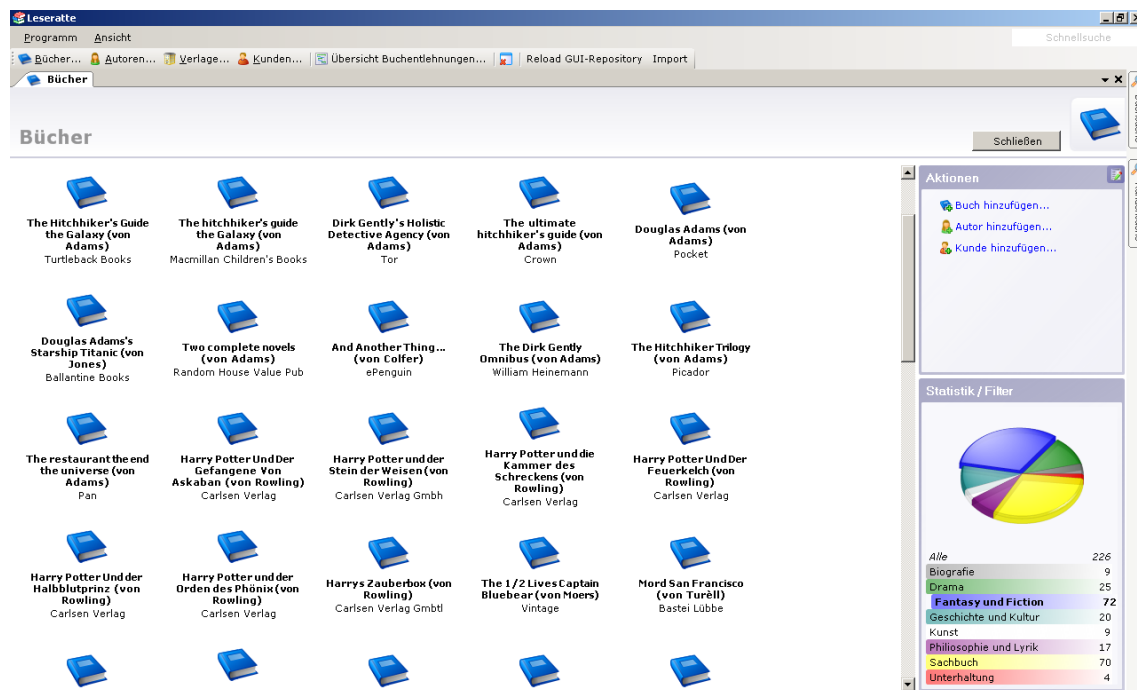 Leseratte
Programm Ansicht
Schnellsuche
Bücher... Autoren... Verlage... Kunden... Übersicht Buchentlehnungen... Reload GUI-Repository Import
Bücher
Bücher
Schließen
The Hitchhiker's Guide
the Galaxy (von
Adams)
Turtleback Books
The hitchhiker's guide
the Galaxy (von
Adams)
Macmillan Children's Books
Dirk Gently's Holistic
Detective Agency (von
Adams)
Tor
The ultimate
hitchhiker's guide (von
Adams)
Crown
Douglas Adams (von
Adams)
Pocket
Douglas Adams's
Starship Titanic (von
Jones)
Ballantine Books
Two complete novels
(von Adams)
Random House Value Pub
And Another Thing...
(von Colfer)
ePenguin
The Dirk Gently
Omnibus (von Adams)
William Heinemann
The Hitchhiker Trilogy
(von Adams)
Picador
The restaurant the end
the universe (von
Adams)
Pan
Harry Potter Und Der
Gefangene Von
Askaban (von Rowling)
Carlsen Verlag
Harry Potter und der
Stein der Weisen (von
Rowling)
Carlsen Verlag Gmbh
Harry Potter und die
Kammer des
Schreckens (von
Rowling)
Carlsen Verlag
Harry Potter Und Der
Feuerkelch (von
Rowling)
Carlsen Verlag
Harry Potter Und der
Halbblutprinz (von
Rowling)
Carlsen Verlag
Harry Potter und der
Orden des Phönix (von
Rowling)
Carlsen Verlag
Harrys Zauberbox (von
Rowling)
Carlsen Verlag Gmbtl
The 1/2 Lives Captain
Bluebear (von Moers)
Vintage
Mord San Francisco
(von Turèll)
Bastei Lübbe
Aktionen
Buch hinzufügen...
Autor hinzufügen...
Kunde hinzufügen...
Statistik / Filter
Alle 226
Biografie 9
Drama 25
Fantasy und Fiction 72
Geschichte und Kultur 20
Kunst 9
Philiosophie und Lyrik 17
Sachbuch 70
Unterhaltung 4